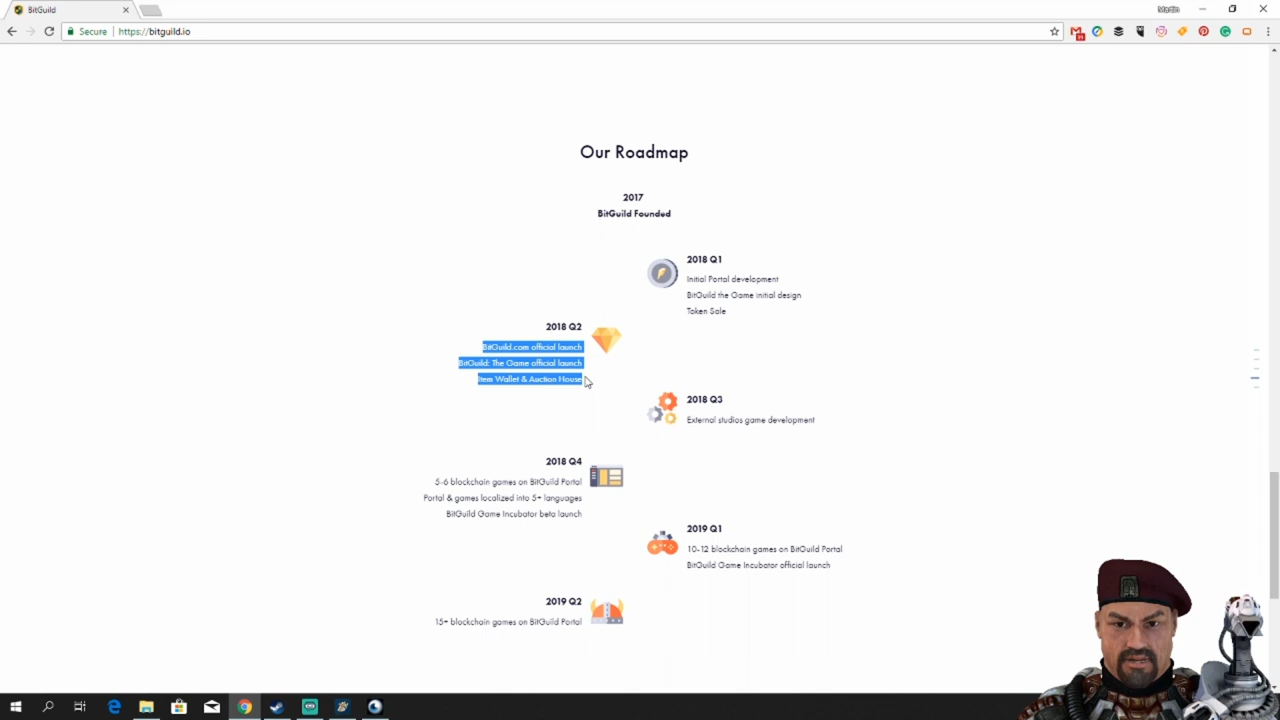 BitGuild
Martin
Secure
https://bitguild.io
Our Roadmap
2017
BitGuild Founded
2018 Q1
Initial Portal development
BitGuild the Game initial design
Token Sale
2018 Q2
BitGuild.com official launch
BitGuild: The Game official launch
Item Wallet & Auction House
2018 Q3
External studios game development
2018 Q4
5-6 blockchain games on BitGuild Portal
Portal & games localized into 5+ languages
BitGuild Game Incubator beta launch
2019 Q1
10-12 blockchain games on BitGuild Portal
BitGuild Game Incubator official launch
2019 Q2
15+ blockchain games on BitGuild Portal